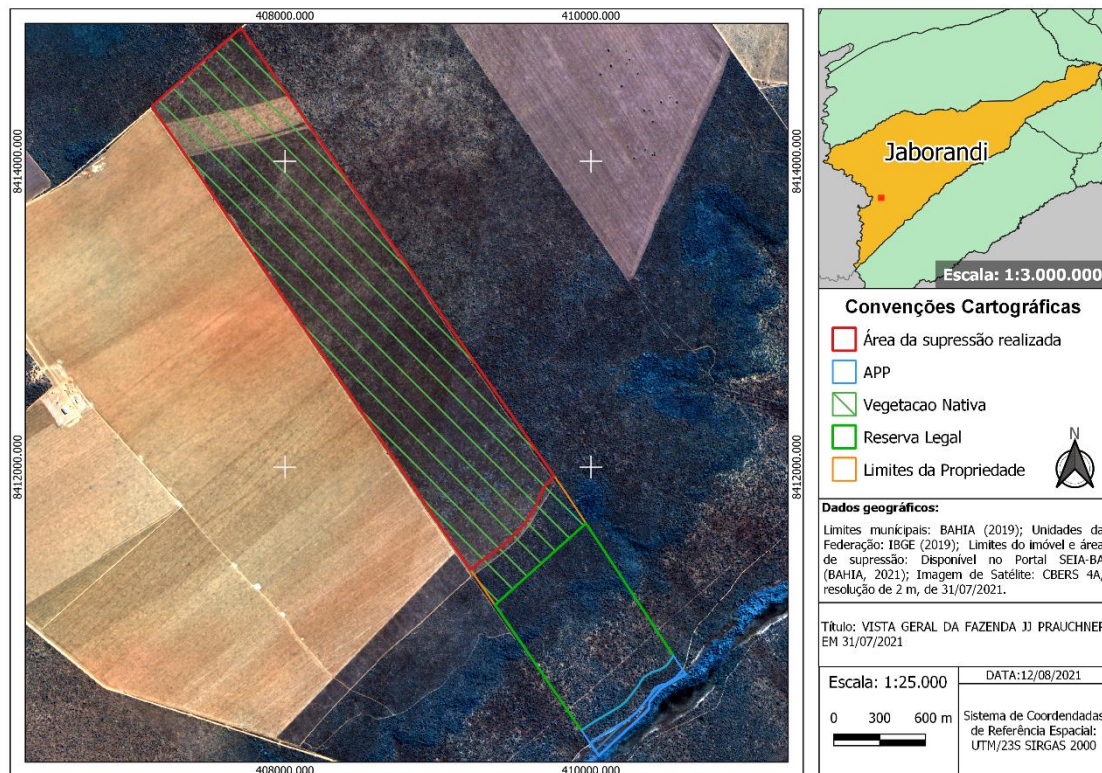 408000.000
410000.000
8414000.000
8414000.000
8412000.000
8412000.000
408000.000
410000.000
Jaborandi
Escala: 1:3.000.000
Convenções Cartográficas
Área da supressão realizada
APP
Vegetacao Nativa
Reserva Legal
Limites da Propriedade
N
Dados geográficos:
Limites municipais: BAHIA (2019); Unidades da
Federação: IBGE (2019); Limites do imóvel e área
de supressão: Disponível no Portal SEIA-BA
(BAHIA, 2021); Imagem de Satélite: CBERS 4A,
resolução de 2 m, de 31/07/2021.
Título: VISTA GERAL DA FAZENDA JJ PRAUCHNER
EM 31/07/2021
Escala: 1:25.000
0 300 600 m
DATA:12/08/2021
Sistema de Coordendadas
de Referência Espacial:
UTM/23S SIRGAS 2000